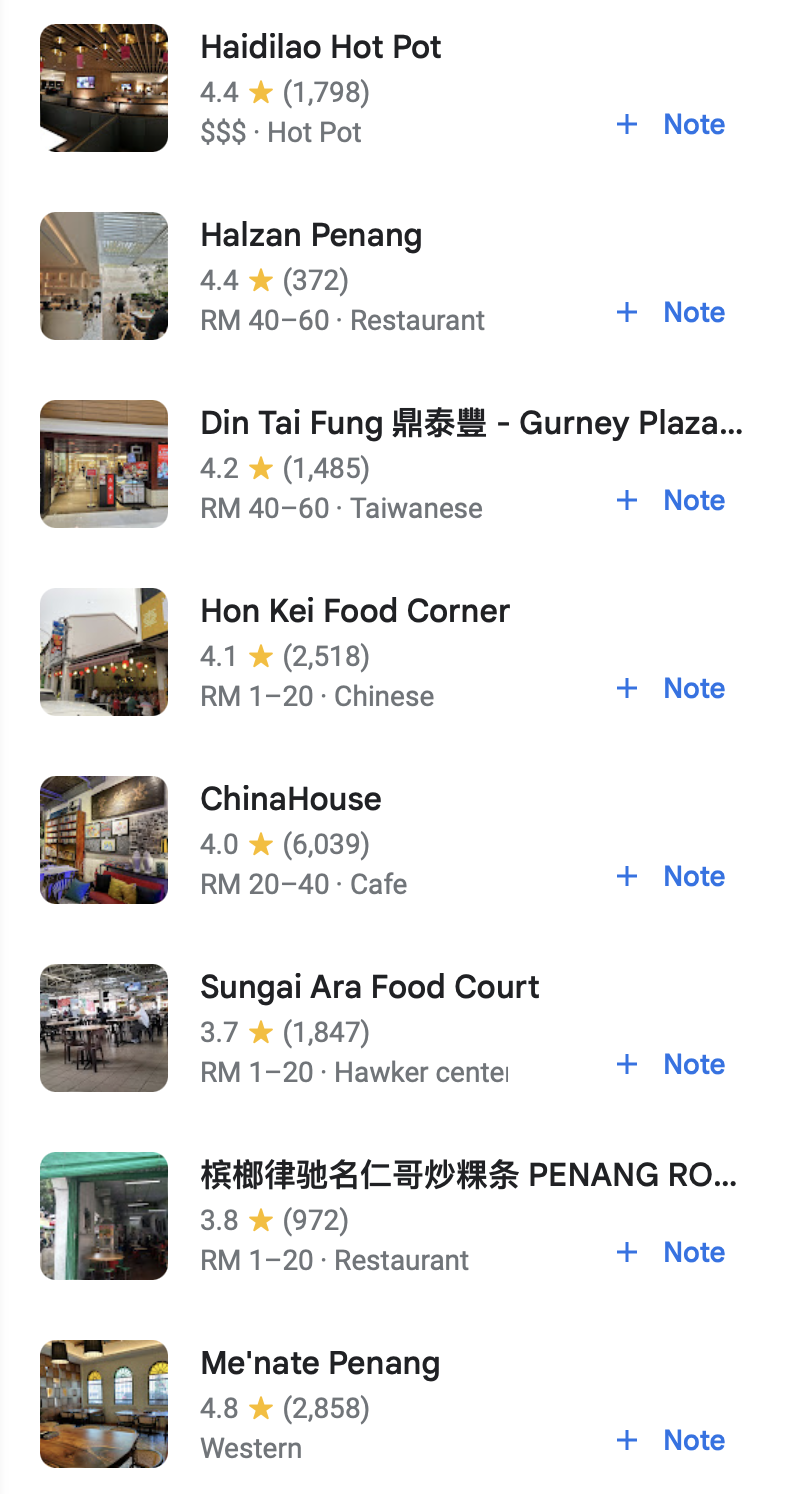 Haidilao Hot Pot
4.4 ★ (1,798)
$$$ · Hot Pot
+ Note
Halzan Penang
4.4 ★ (372)
RM 40–60 · Restaurant
+ Note
Din Tai Fung 鼎泰豐 - Gurney Plaza...
4.2 ★ (1,485)
RM 40–60 · Taiwanese
+ Note
Hon Kei Food Corner
4.1 ★ (2,518)
RM 1–20 · Chinese
+ Note
ChinaHouse
4.0 ★ (6,039)
RM 20–40 · Cafe
+ Note
Sungai Ara Food Court
3.7 ★ (1,847)
RM 1–20 · Hawker center
+ Note
槟榔律驰名仁哥炒粿条 PENANG RO...
3.8 ★ (972)
RM 1–20 · Restaurant
+ Note
Me'nate Penang
4.8 ★ (2,858)
Western
+ Note